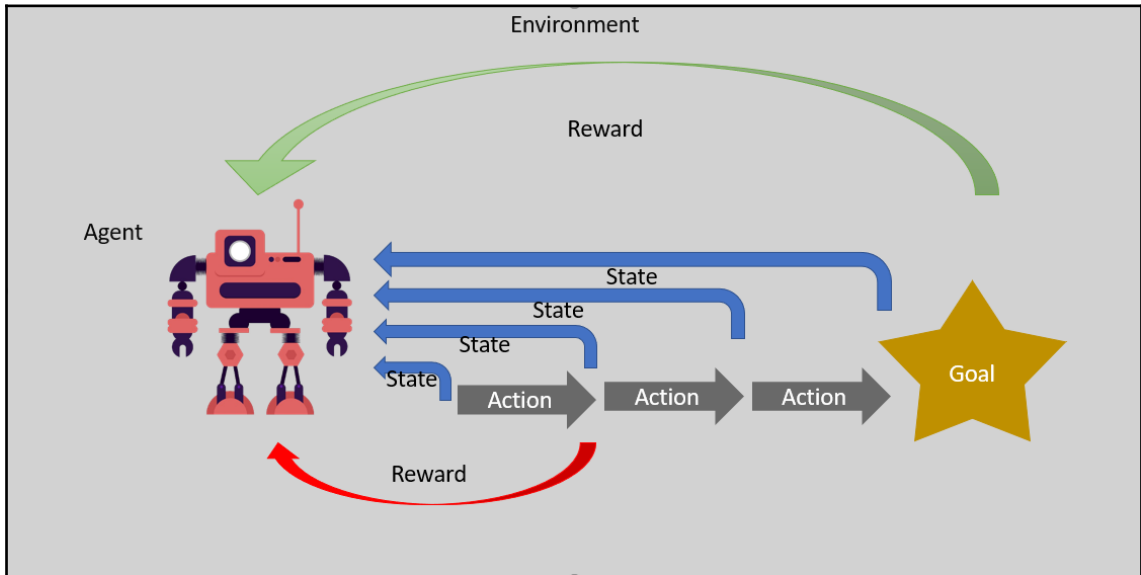 Environment
Reward
Agent
State
State
State
State
Action
Action
Action
Goal
Reward